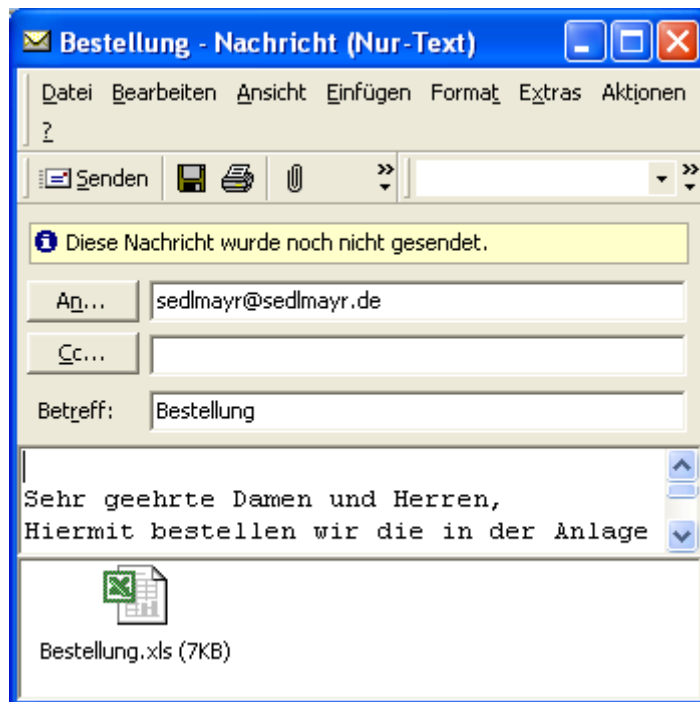 Bestellung - Nachricht (Nur-Text)
Datei Bearbeiten Ansicht Einfügen Format Extras Aktionen
?
Senden
Diese Nachricht wurde noch nicht gesendet.
An... sedlmayr@sedlmayr.de
Cc...
Betreff: Bestellung
Sehr geehrte Damen und Herren,
Hiermit bestellen wir die in der Anlage
Bestellung.xls (7KB)